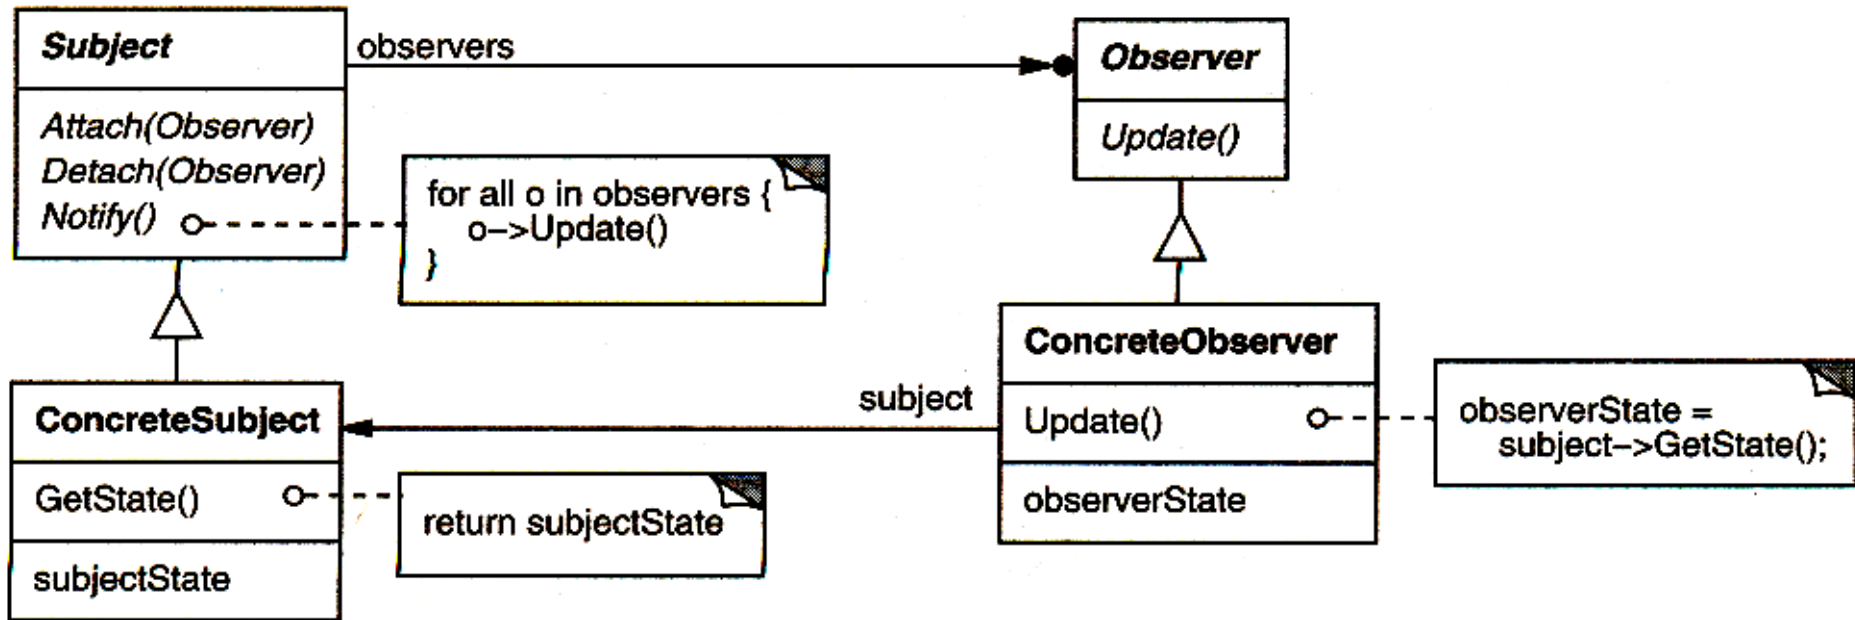 Subject
Attach(Observer)
Detach(Observer)
Notify()
observers
for all o in observers {
o–>Update()
}
Observer
Update()
ConcreteSubject
GetState()
subjectState
return subjectState
subject
ConcreteObserver
Update()
observerState
observerState =
subject–>GetState();